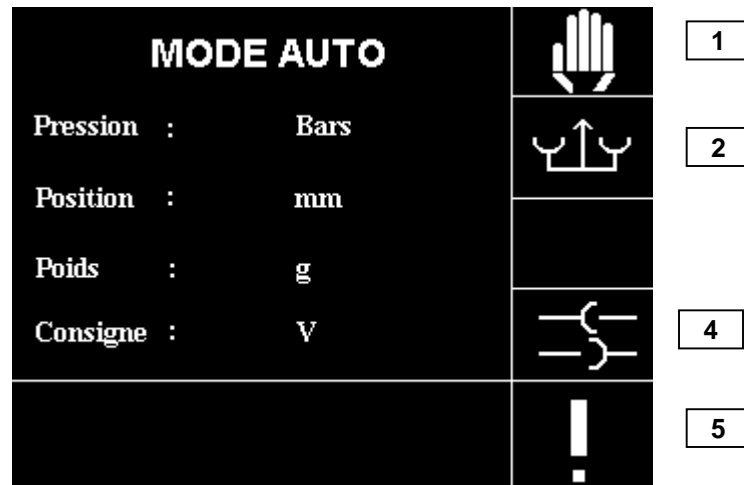 MODE AUTO
1
Pression : Bars
2
Position : mm
Poids : g
Consigne : V
4
!
5